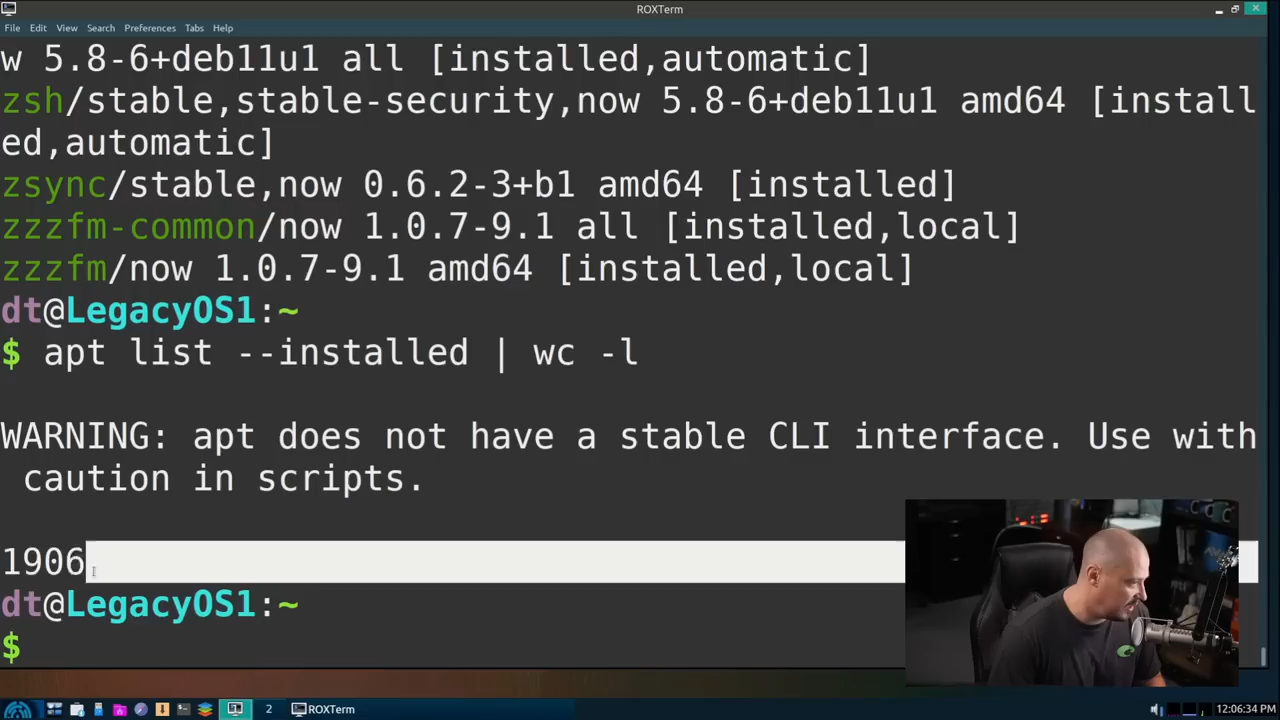 ROXTerm
File Edit View Search Preferences Tabs Help
w 5.8-6+deb11u1 all [installed,automatic]
zsh/stable,stable-security,now 5.8-6+deb11u1 amd64 [install
ed,automatic]
zsync/stable,now 0.6.2-3+b1 amd64 [installed]
zzzfm-common/now 1.0.7-9.1 all [installed,local]
zzzfm/now 1.0.7-9.1 amd64 [installed,local]
dt@LegacyOS1:~
$ apt list --installed | wc -l
WARNING: apt does not have a stable CLI interface. Use with
caution in scripts.
1906
dt@LegacyOS1:~
$
2 ROXTerm 12:06:34 PM